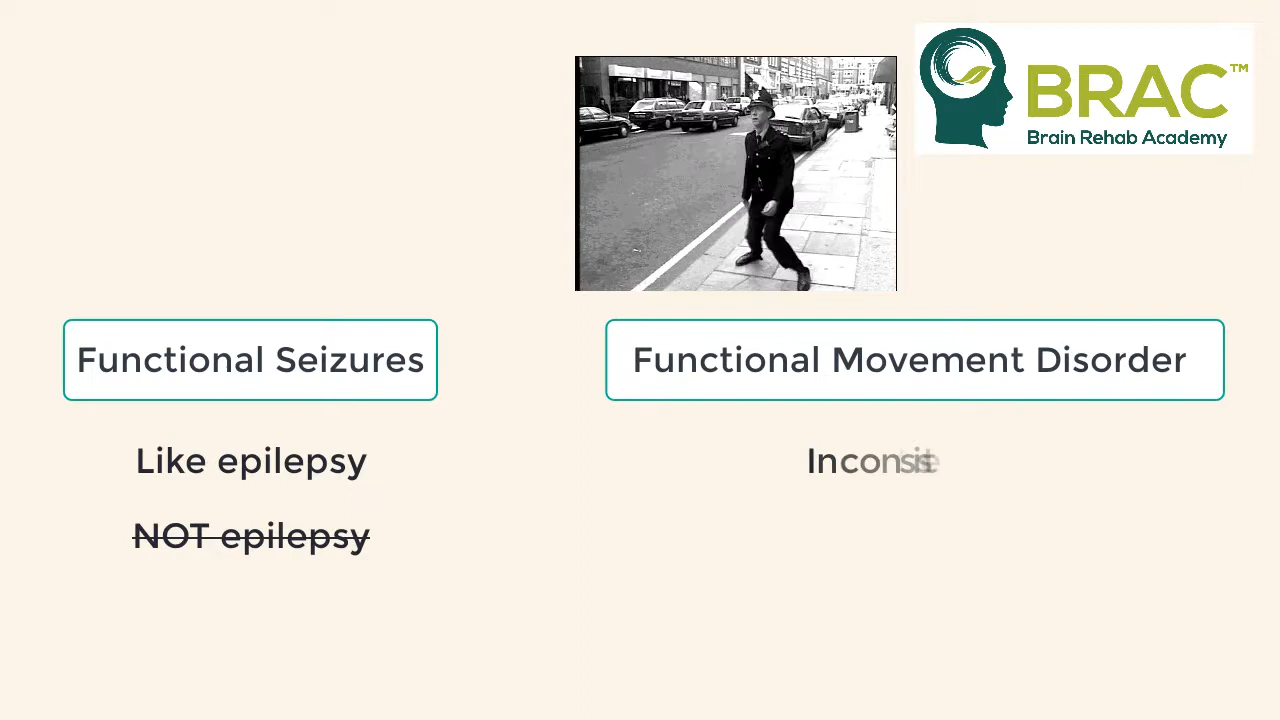 BRAC™
Brain Rehab Academy
Functional Seizures
Functional Movement Disorder
Like epilepsy
NOT epilepsy